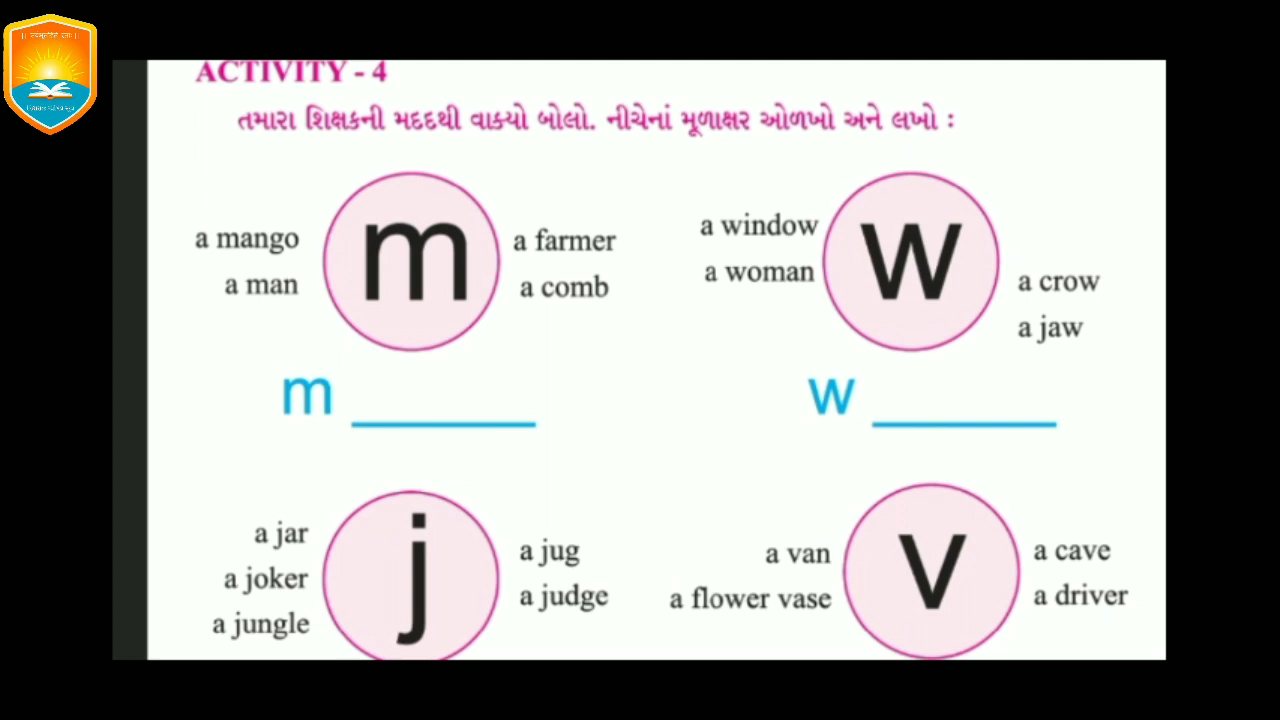 ACTIVITY - 4
તમારા શિક્ષકની મદદથી વાક્યો બોલો. નીચેનાં મૂળાક્ષર ઓળખો અને લખો :
a mango
a man
m
a farmer
a comb
a window
a woman
w
a crow
a jaw
m
w
a jar
a joker
a jungle
j
a jug
a judge
a van
a flower vase
v
a cave
a driver